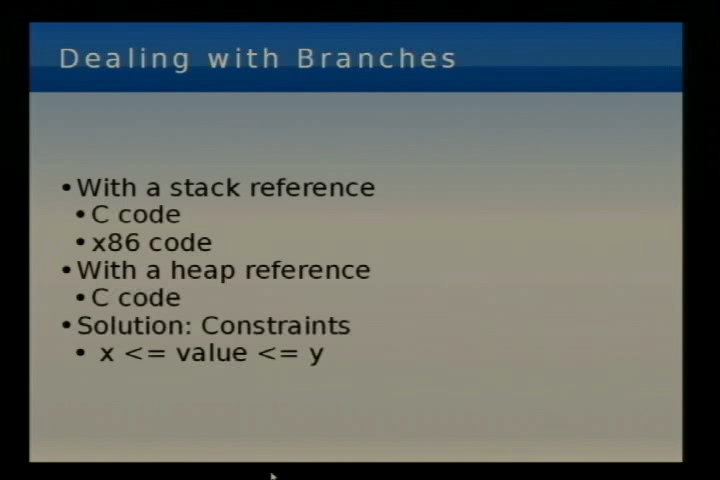 Dealing with Branches
•With a stack reference
•C code
•x86 code
•With a heap reference
•C code
•Solution: Constraints
• x <= value <= y